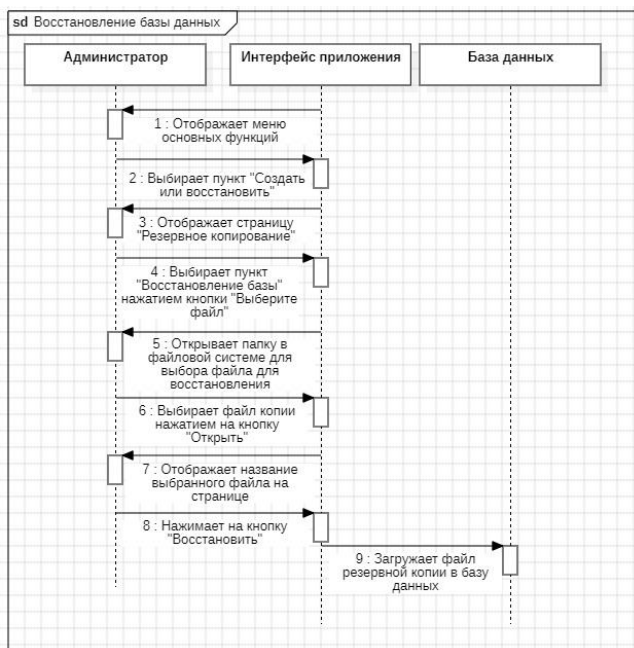 sd Восстановление базы данных
Администратор
Интерфейс приложения
База данных
1 : Отображает меню
основных функций
2 : Выбирает пункт "Создать
или восстановить"
3 : Отображает страницу
"Резервное копирование"
4 : Выбирает пункт
"Восстановление базы"
нажатием кнопки "Выберите
файл"
5 : Открывает папку в
файловой системе для
выбора файла для
восстановления
6 : Выбирает файл копии
нажатием на кнопку
"Открыть"
7 : Отображает название
выбранного файла на
странице
8 : Нажимает на кнопку
"Восстановить"
9 : Загружает файл
резервной копии в базу
данных